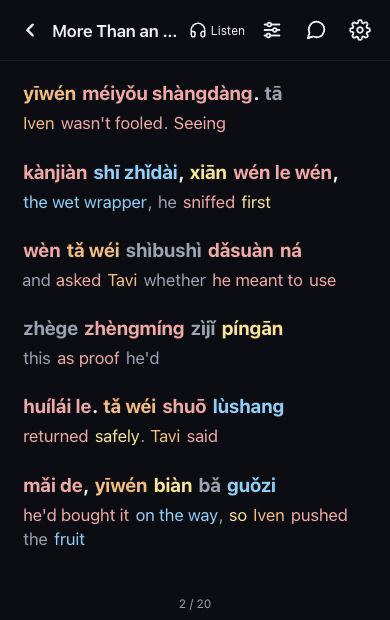 More Than an ... Listen
yīwén méiyǒu shàngdàng. tā
Iven wasn't fooled. Seeing
kànjiàn shī zhǐdài, xiān wén le wén,
the wet wrapper, he sniffed first
wèn tǎ wéi shìbushì dǎsuàn ná
and asked Tavi whether he meant to use
zhège zhèngmíng zìjǐ píngān
this as proof he'd
huílái le. tǎ wéi shuō lùshang
returned safely. Tavi said
mǎi de, yīwén biàn bǎ guǒzi
he'd bought it on the way, so Iven pushed
the fruit
2 / 20